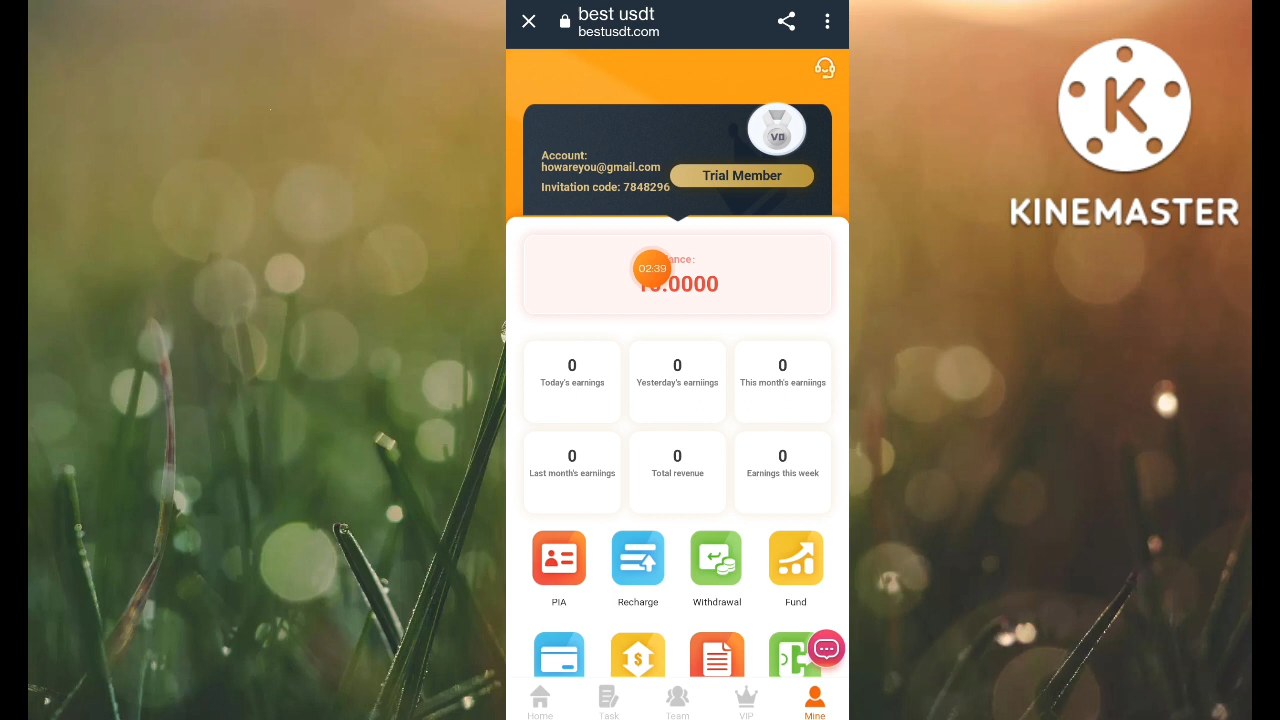 best usdt
bestusdt.com
Account:
howareyou@gmail.com
Invitation code: 7848296
Trial Member
V0
K
KINEMASTER
02:39
0
Today's earnings
0
Yesterday's earniings
0
This month's earniings
0
Last month's earniings
0
Total revenue
0
Earnings this week
PIA
Recharge
Withdrawal
Fund
Home
Task
Team
VIP
Mine